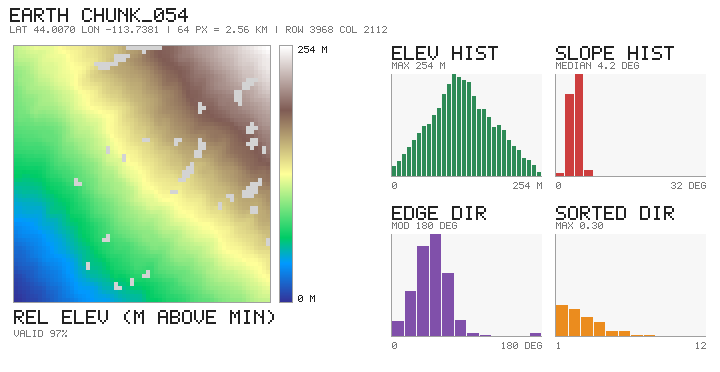 EARTH CHUNK_054
LAT 44.0070 LON -113.7381 | 64 PX = 2.56 KM | ROW 3968 COL 2112
254 M
0 M
REL ELEV (M ABOVE MIN)
VALID 97%
ELEV HIST
MAX 254 M
0 254 M
SLOPE HIST
MEDIAN 4.2 DEG
0 32 DEG
EDGE DIR
MOD 180 DEG
0 180 DEG
SORTED DIR
MAX 0.30
1 12